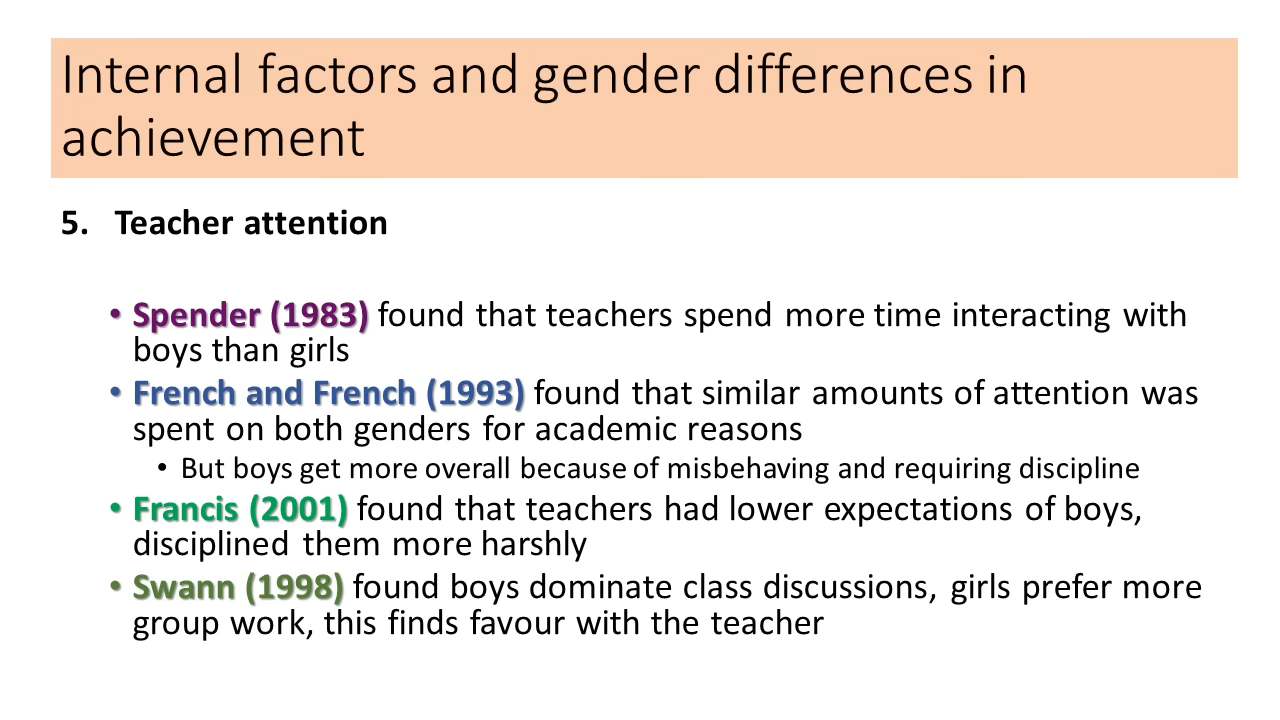 Internal factors and gender differences in
achievement
5. Teacher attention
• Spender (1983) found that teachers spend more time interacting with
boys than girls
• French and French (1993) found that similar amounts of attention was
spent on both genders for academic reasons
• But boys get more overall because of misbehaving and requiring discipline
• Francis (2001) found that teachers had lower expectations of boys,
disciplined them more harshly
• Swann (1998) found boys dominate class discussions, girls prefer more
group work, this finds favour with the teacher